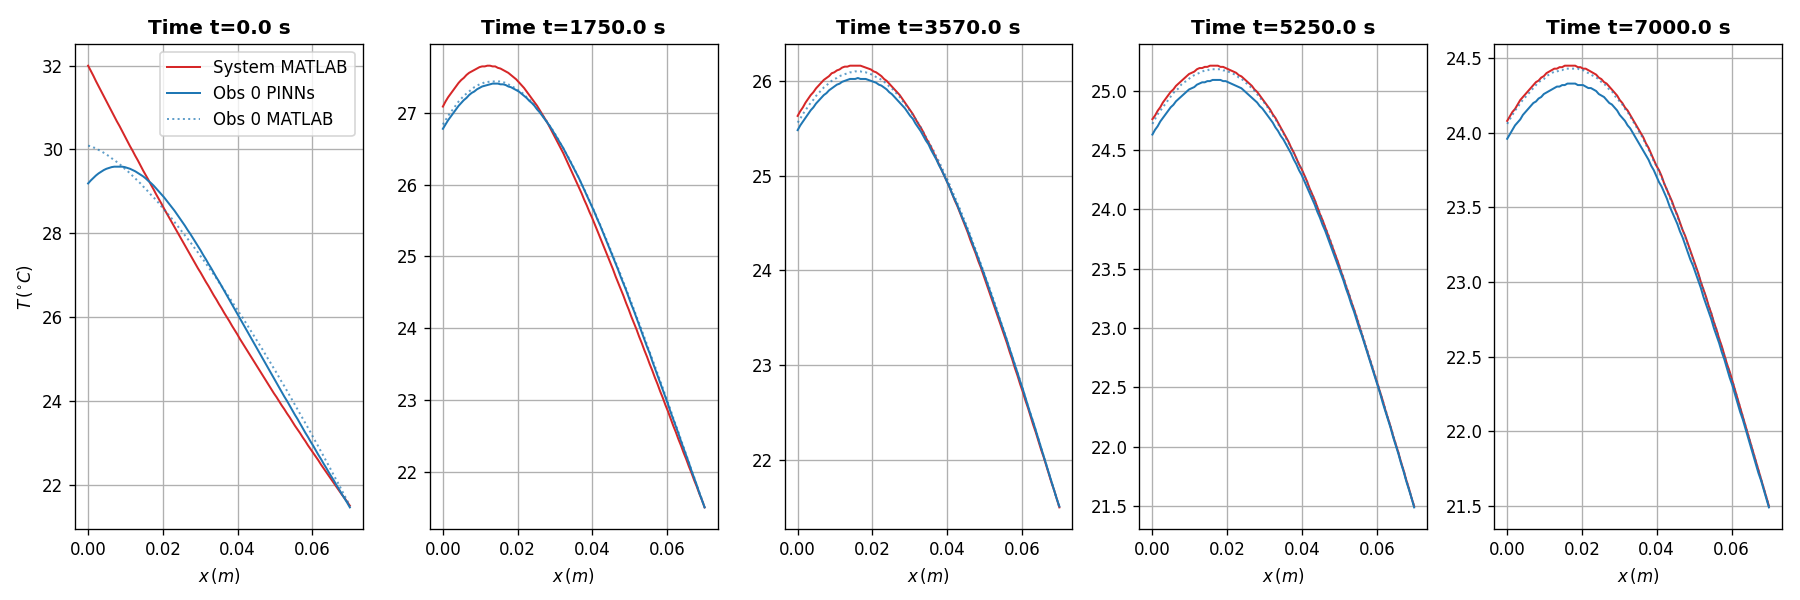 Time t=0.0 s
Time t=1750.0 s
Time t=3570.0 s
Time t=5250.0 s
Time t=7000.0 s
System MATLAB
Obs 0 PINNs
Obs 0 MATLAB
T (°C)
32
30
28
26
24
22
0.00 0.02 0.04 0.06
x (m)
27
26
25
24
23
22
0.00 0.02 0.04 0.06
x (m)
26
25
24
23
22
0.00 0.02 0.04 0.06
x (m)
25.0
24.5
24.0
23.5
23.0
22.5
22.0
21.5
0.00 0.02 0.04 0.06
x (m)
24.5
24.0
23.5
23.0
22.5
22.0
21.5
0.00 0.02 0.04 0.06
x (m)